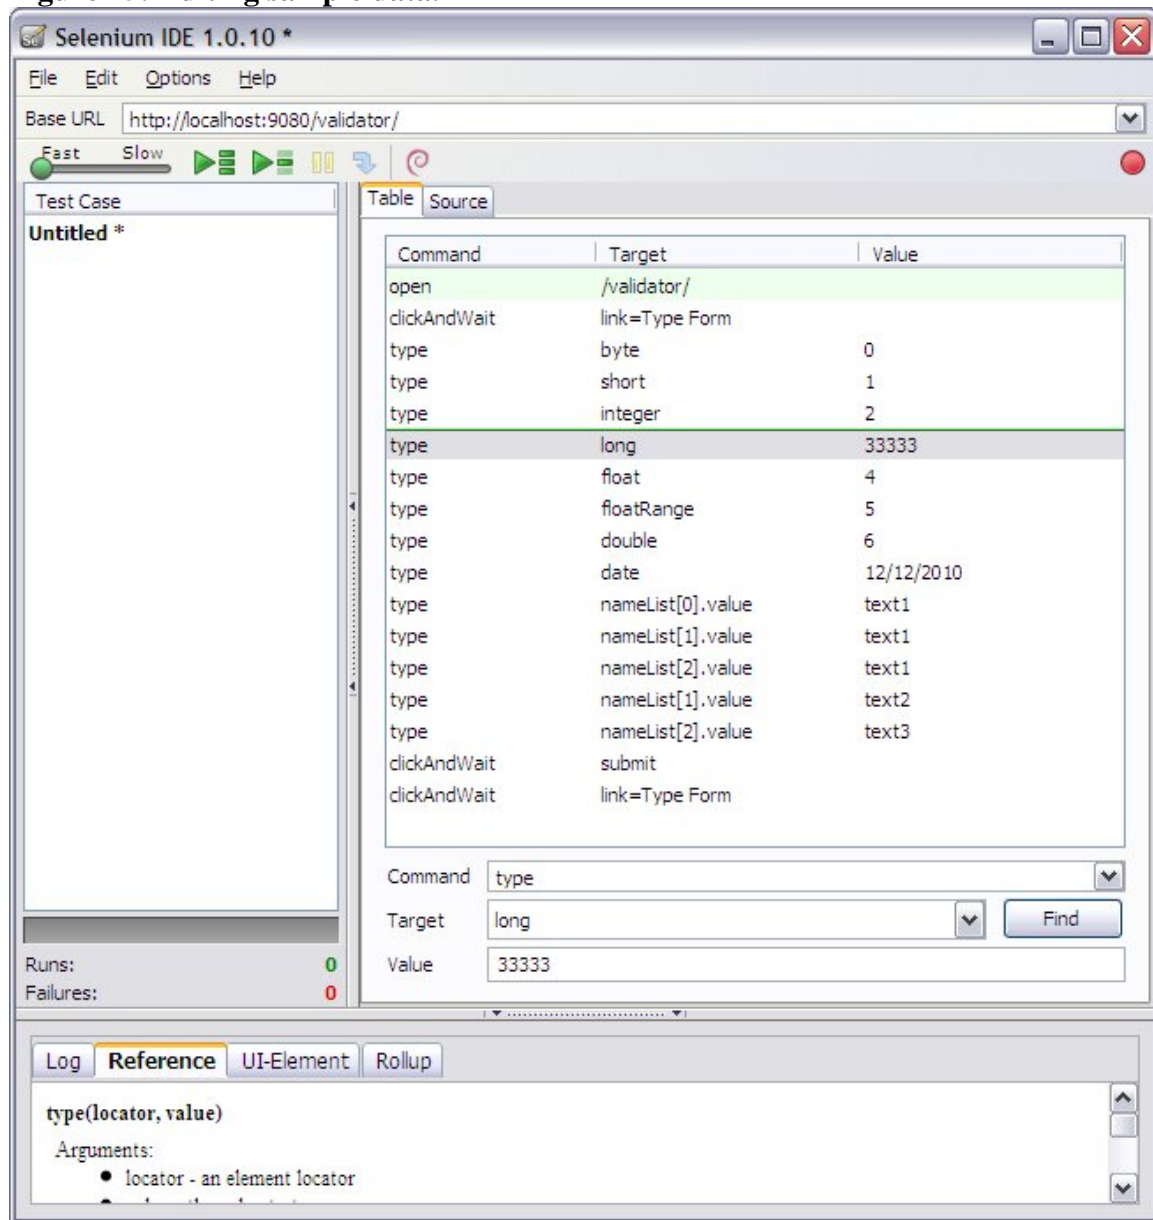 Selenium IDE 1.0.10 *
File Edit Options Help
Base URL http://localhost:9080/validator/
Fast Slow
Test Case
Untitled *
Table Source
Command Target Value
open /validator/
clickAndWait link=Type Form
type byte 0
type short 1
type integer 2
type long 33333
type float 4
type floatRange 5
type double 6
type date 12/12/2010
type nameList[0].value text1
type nameList[1].value text1
type nameList[2].value text1
type nameList[1].value text2
type nameList[2].value text3
clickAndWait submit
clickAndWait link=Type Form
Command type
Target long Find
Value 33333
Runs: 0
Failures: 0
Log Reference UI-Element Rollup
type(locator, value)
Arguments:
● locator - an element locator